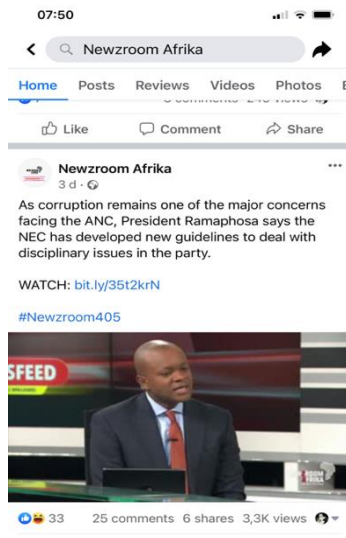 07:50
Newzroom Afrika
Home Posts Reviews Videos Photos
Like Comment Share
Newzroom Afrika
3 d
As corruption remains one of the major concerns
facing the ANC, President Ramaphosa says the
NEC has developed new guidelines to deal with
disciplinary issues in the party.
WATCH: bit.ly/35t2krN
#Newzroom405
SFEED
33 25 comments 6 shares 3,3K views